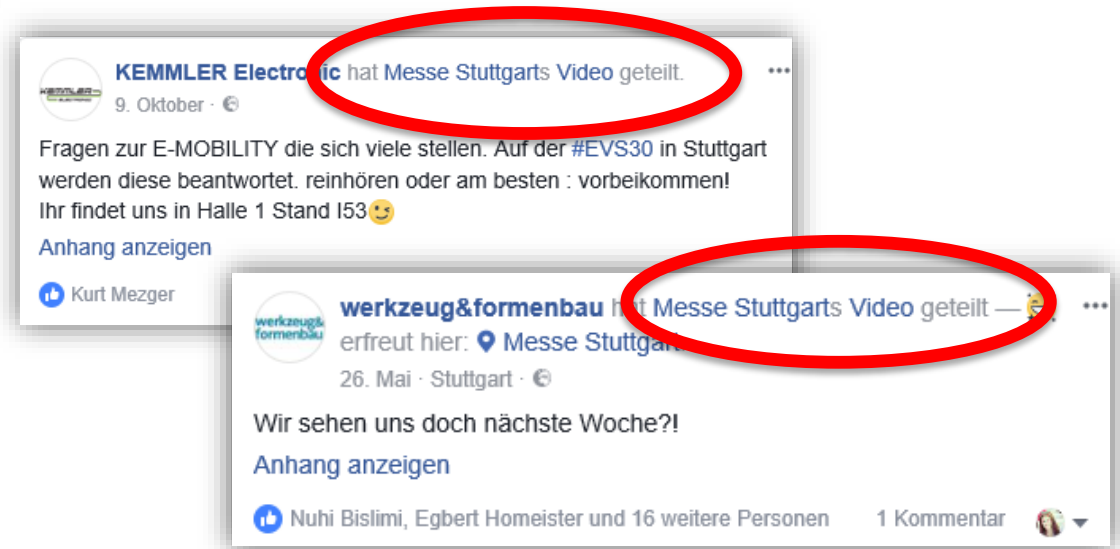 KEMMLER Electronic hat Messe Stuttgarts Video geteilt.
9. Oktober ·
Fragen zur E-MOBILITY die sich viele stellen. Auf der #EVS30 in Stuttgart
werden diese beantwortet. reinhören oder am besten : vorbeikommen!
Ihr findet uns in Halle 1 Stand I53😉
Anhang anzeigen
Kurt Mezger
werkzeug&
formenbau
werkzeug&formenbau hat Messe Stuttgarts Video geteilt —
erfreut hier: Messe Stuttgart
26. Mai · Stuttgart ·
Wir sehen uns doch nächste Woche?!
Anhang anzeigen
Nuhi Bislimi, Egbert Homeister und 16 weitere Personen 1 Kommentar